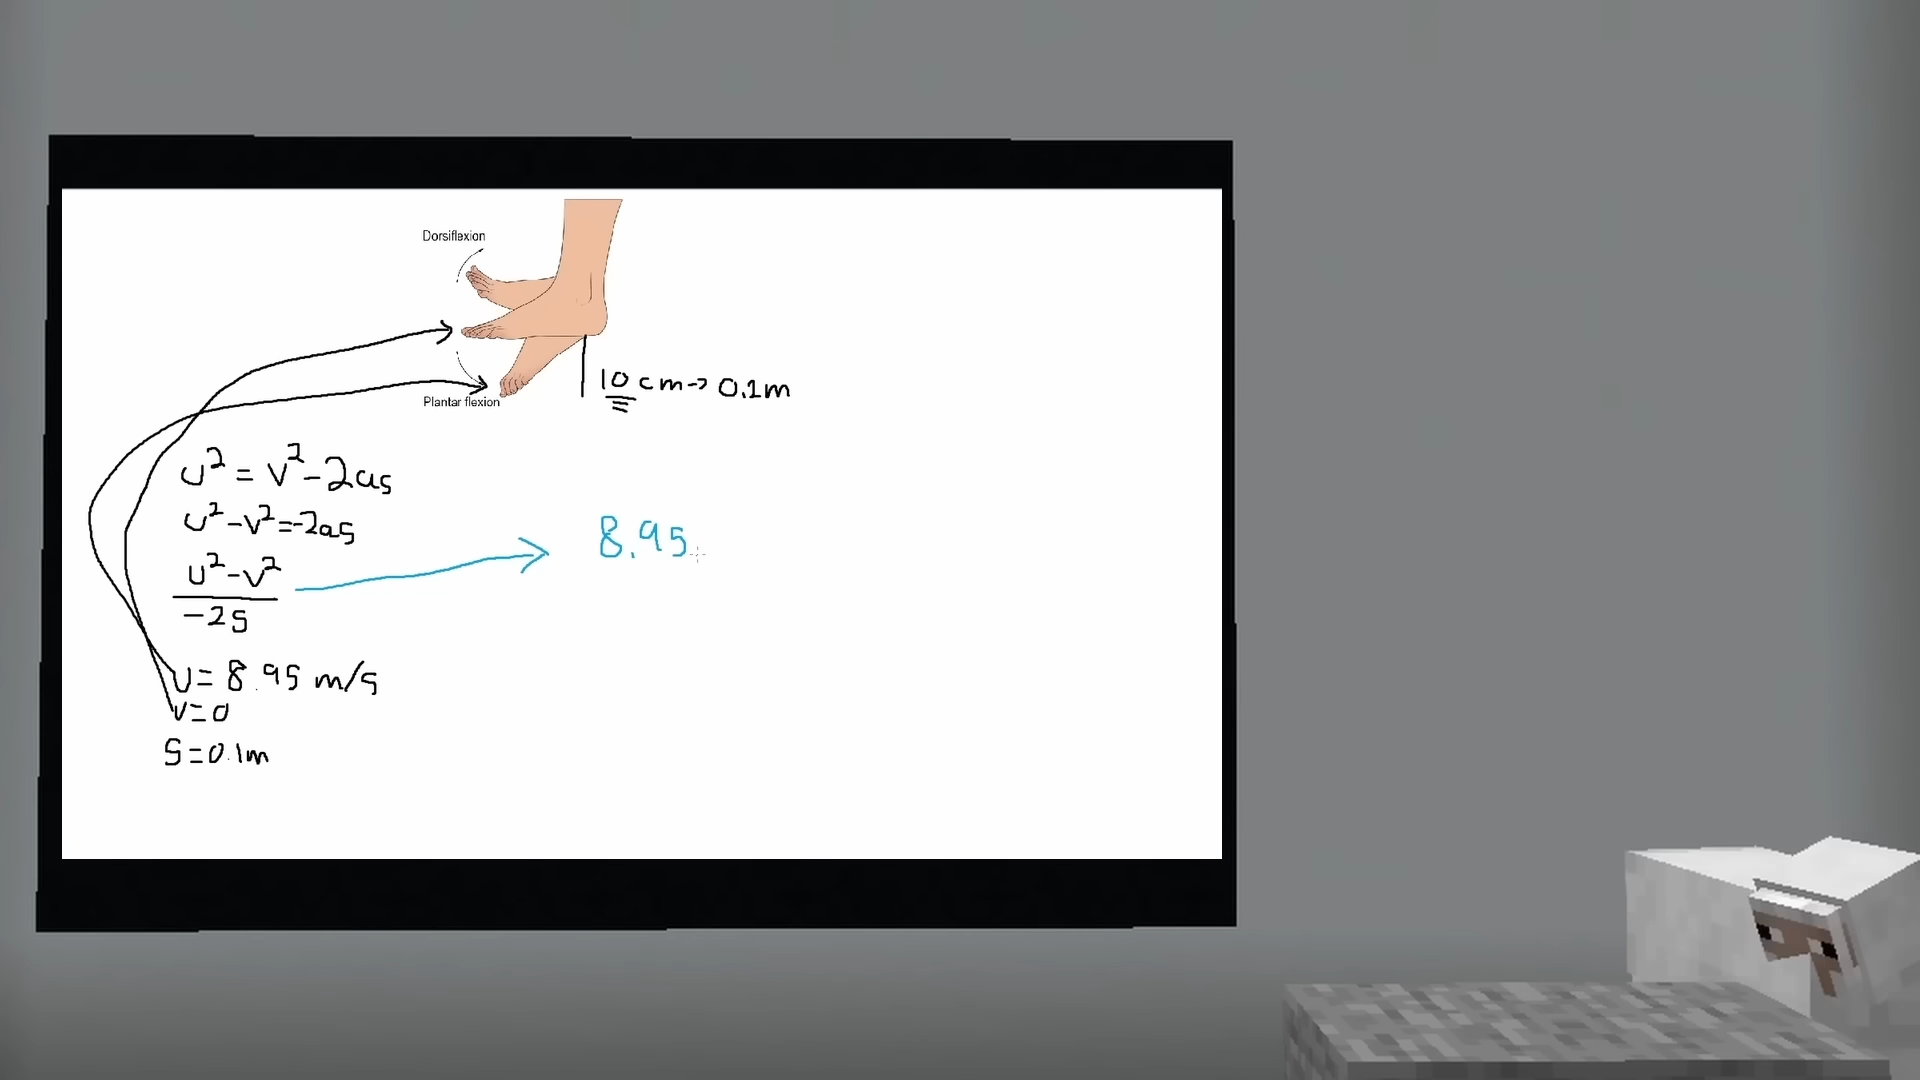 Dorsiflexion
10 cm → 0.1m
Plantar flexion
u² = v² - 2as
u² - v² = -2as
u² - v²
-2s
8.95
u = 8.95 m/s
v = 0
s = 0.1m